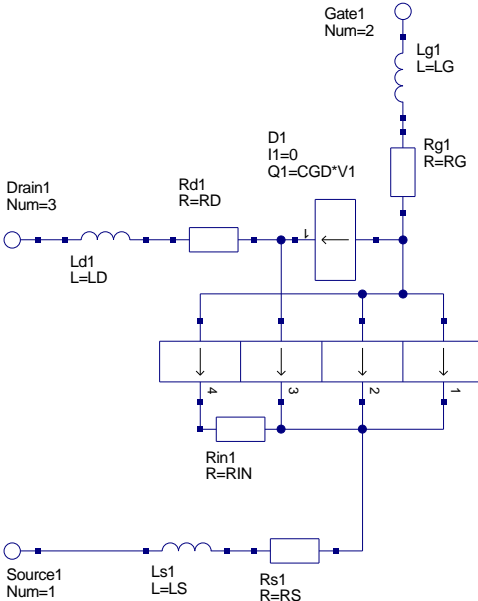 Gate1
Num=2
Lg1
L=LG
D1
I1=0
Q1=CGD*V1
Rg1
R=RG
Drain1
Num=3
Rd1
R=RD
1
Ld1
L=LD
4
3
2
1
Rin1
R=RIN
Source1
Num=1
Ls1
L=LS
Rs1
R=RS